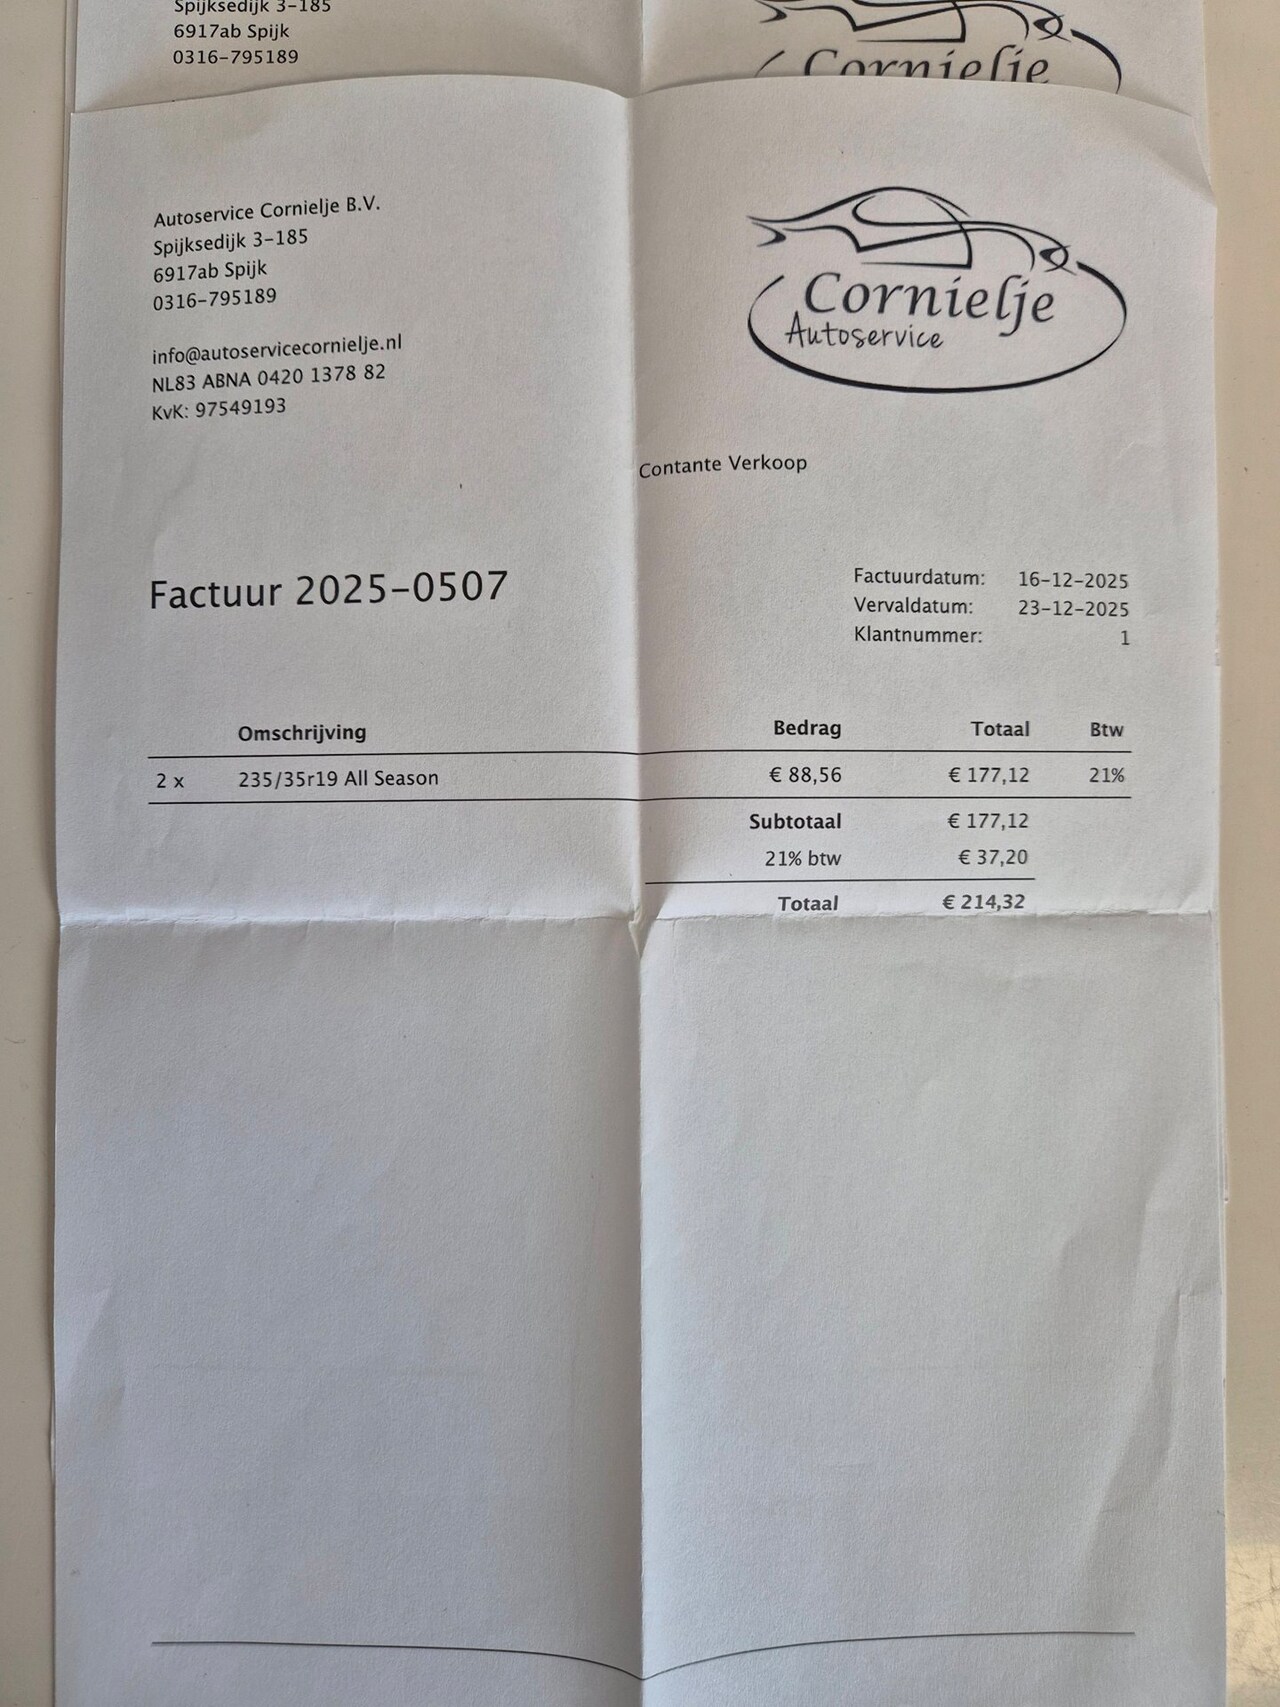 Spijksedijk 3-185
6917ab Spijk
0316-795189
Cornielje
Autoservice Cornielje B.V.
Spijksedijk 3-185
6917ab Spijk
0316-795189
info@autoservicecornielje.nl
NL83 ABNA 0420 1378 82
KvK: 97549193
Cornielje
Autoservice
Contante Verkoop
Factuur 2025-0507
Factuurdatum: 16-12-2025
Vervaldatum: 23-12-2025
Klantnummer: 1
Omschrijving Bedrag Totaal Btw
2 x 235/35r19 All Season € 88,56 € 177,12 21%
Subtotaal € 177,12
21% btw € 37,20
Totaal € 214,32